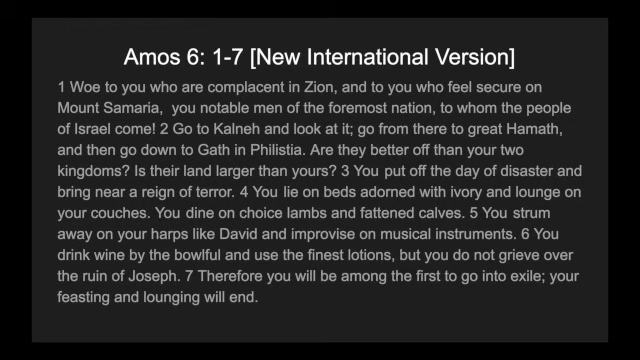 Amos 6: 1-7 [New International Version]
1 Woe to you who are complacent in Zion, and to you who feel secure on
Mount Samaria, you notable men of the foremost nation, to whom the people
of Israel come! 2 Go to Kalneh and look at it; go from there to great Hamath,
and then go down to Gath in Philistia. Are they better off than your two
kingdoms? Is their land larger than yours? 3 You put off the day of disaster and
bring near a reign of terror. 4 You lie on beds adorned with ivory and lounge on
your couches. You dine on choice lambs and fattened calves. 5 You strum
away on your harps like David and improvise on musical instruments. 6 You
drink wine by the bowlful and use the finest lotions, but you do not grieve over
the ruin of Joseph. 7 Therefore you will be among the first to go into exile; your
feasting and lounging will end.